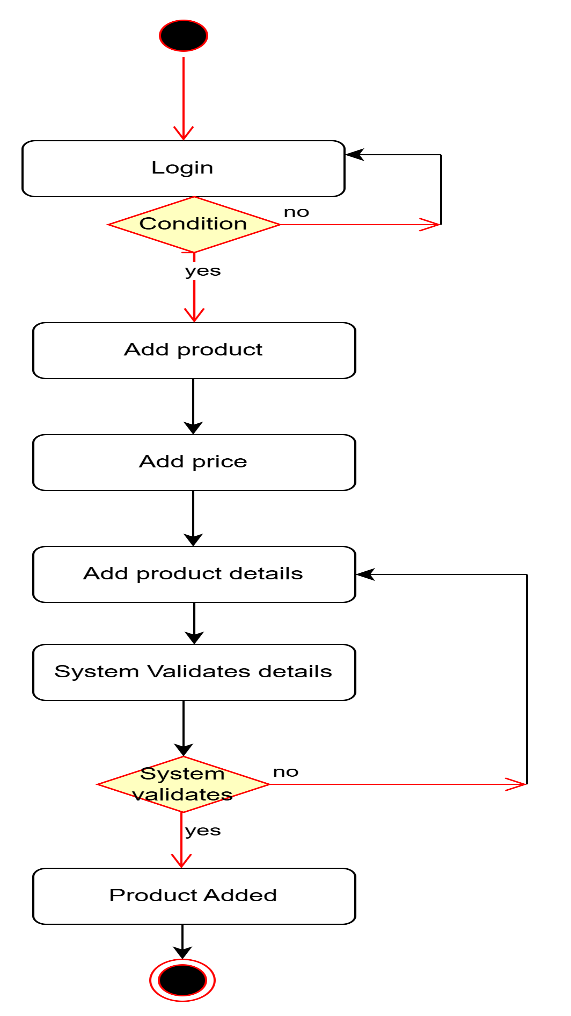 Login
Condition
no
yes
Add product
Add price
Add product details
System Validates details
System
validates
no
yes
Product Added